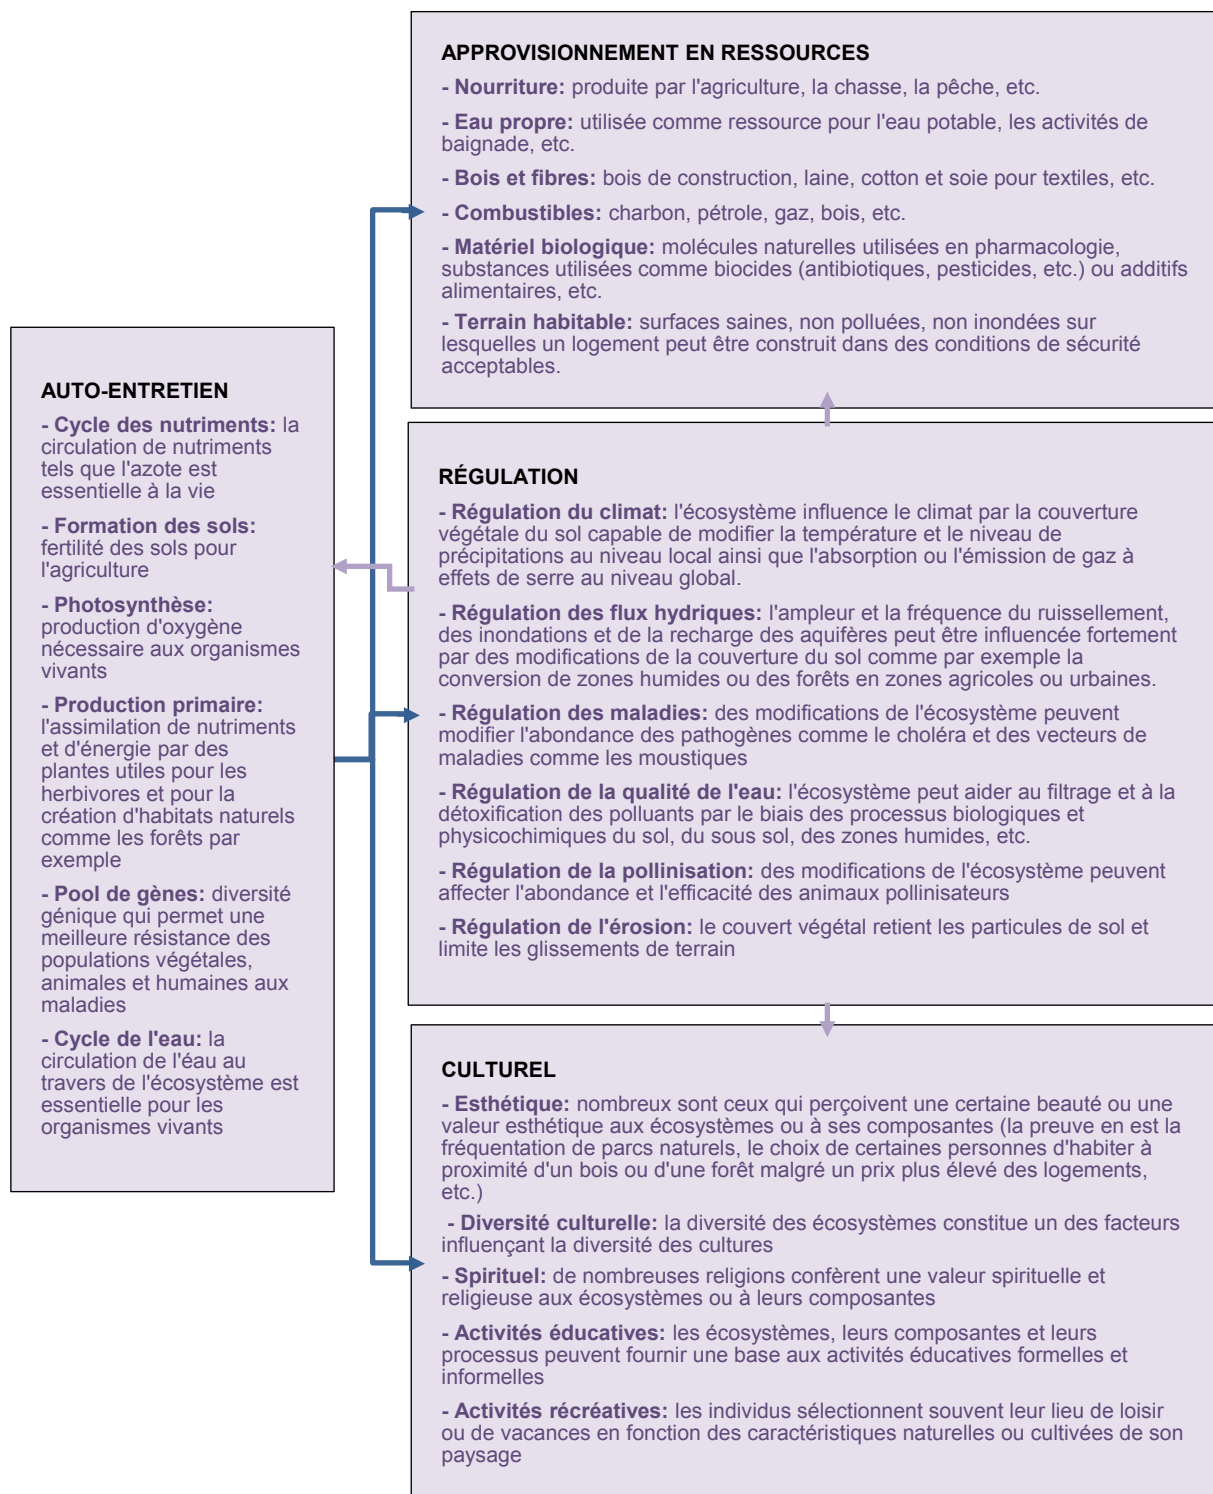 APPROVISIONNEMENT EN RESSOURCES
- Nourriture: produite par l'agriculture, la chasse, la pêche, etc.
- Eau propre: utilisée comme ressource pour l'eau potable, les activités de
baignade, etc.
- Bois et fibres: bois de construction, laine, cotton et soie pour textiles, etc.
- Combustibles: charbon, pétrole, gaz, bois, etc.
- Matériel biologique: molécules naturelles utilisées en pharmacologie,
substances utilisées comme biocides (antibiotiques, pesticides, etc.) ou additifs
alimentaires, etc.
- Terrain habitable: surfaces saines, non polluées, non inondées sur
lesquelles un logement peut être construit dans des conditions de sécurité
acceptables.
AUTO-ENTRETIEN
- Cycle des nutriments: la
circulation de nutriments
tels que l'azote est
essentielle à la vie
- Formation des sols:
fertilité des sols pour
l'agriculture
- Photosynthèse:
production d'oxygène
nécessaire aux organismes
vivants
- Production primaire:
l'assimilation de nutriments
et d'énergie par des
plantes utiles pour les
herbivores et pour la
création d'habitats naturels
comme les forêts par
exemple
- Pool de gènes: diversité
génique qui permet une
meilleure résistance des
populations végétales,
animales et humaines aux
maladies
- Cycle de l'eau: la
circulation de l'éau au
travers de l'écosystème est
essentielle pour les
organismes vivants
RÉGULATION
- Régulation du climat: l'écosystème influence le climat par la couverture
végétale du sol capable de modifier la température et le niveau de
précipitations au niveau local ainsi que l'absorption ou l'émission de gaz à
effets de serre au niveau global.
- Régulation des flux hydriques: l'ampleur et la fréquence du ruissellement,
des inondations et de la recharge des aquifères peut être influencée fortement
par des modifications de la couverture du sol comme par exemple la
conversion de zones humides ou des forêts en zones agricoles ou urbaines.
- Régulation des maladies: des modifications de l'écosystème peuvent
modifier l'abondance des pathogènes comme le choléra et des vecteurs de
maladies comme les moustiques
- Régulation de la qualité de l'eau: l'écosystème peut aider au filtrage et à la
détoxification des polluants par le biais des processus biologiques et
physicochimiques du sol, du sous sol, des zones humides, etc.
- Régulation de la pollinisation: des modifications de l'écosystème peuvent
affecter l'abondance et l'efficacité des animaux pollinisateurs
- Régulation de l'érosion: le couvert végétal retient les particules de sol et
limite les glissements de terrain
CULTUREL
- Esthétique: nombreux sont ceux qui perçoivent une certaine beauté ou une
valeur esthétique aux écosystèmes ou à ses composantes (la preuve en est la
fréquentation de parcs naturels, le choix de certaines personnes d'habiter à
proximité d'un bois ou d'une forêt malgré un prix plus élevé des logements,
etc.)
- Diversité culturelle: la diversité des écosystèmes constitue un des facteurs
influençant la diversité des cultures
- Spirituel: de nombreuses religions confèrent une valeur spirituelle et
religieuse aux écosystèmes ou à leurs composantes
- Activités éducatives: les écosystèmes, leurs composantes et leurs
processus peuvent fournir une base aux activités éducatives formelles et
informelles
- Activités récréatives: les individus sélectionnent souvent leur lieu de loisir
ou de vacances en fonction des caractéristiques naturelles ou cultivées de son
paysage